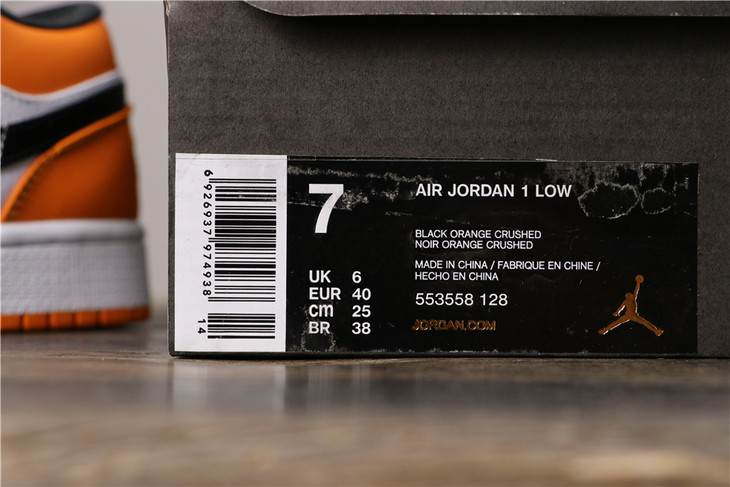 6 926937 974938
14
7
UK 6
EUR 40
cm 25
BR 38
AIR JORDAN 1 LOW
BLACK ORANGE CRUSHED
NOIR ORANGE CRUSHED
MADE IN CHINA / FABRIQUE EN CHINE /
HECHO EN CHINA
553558 128
JORDAN.COM